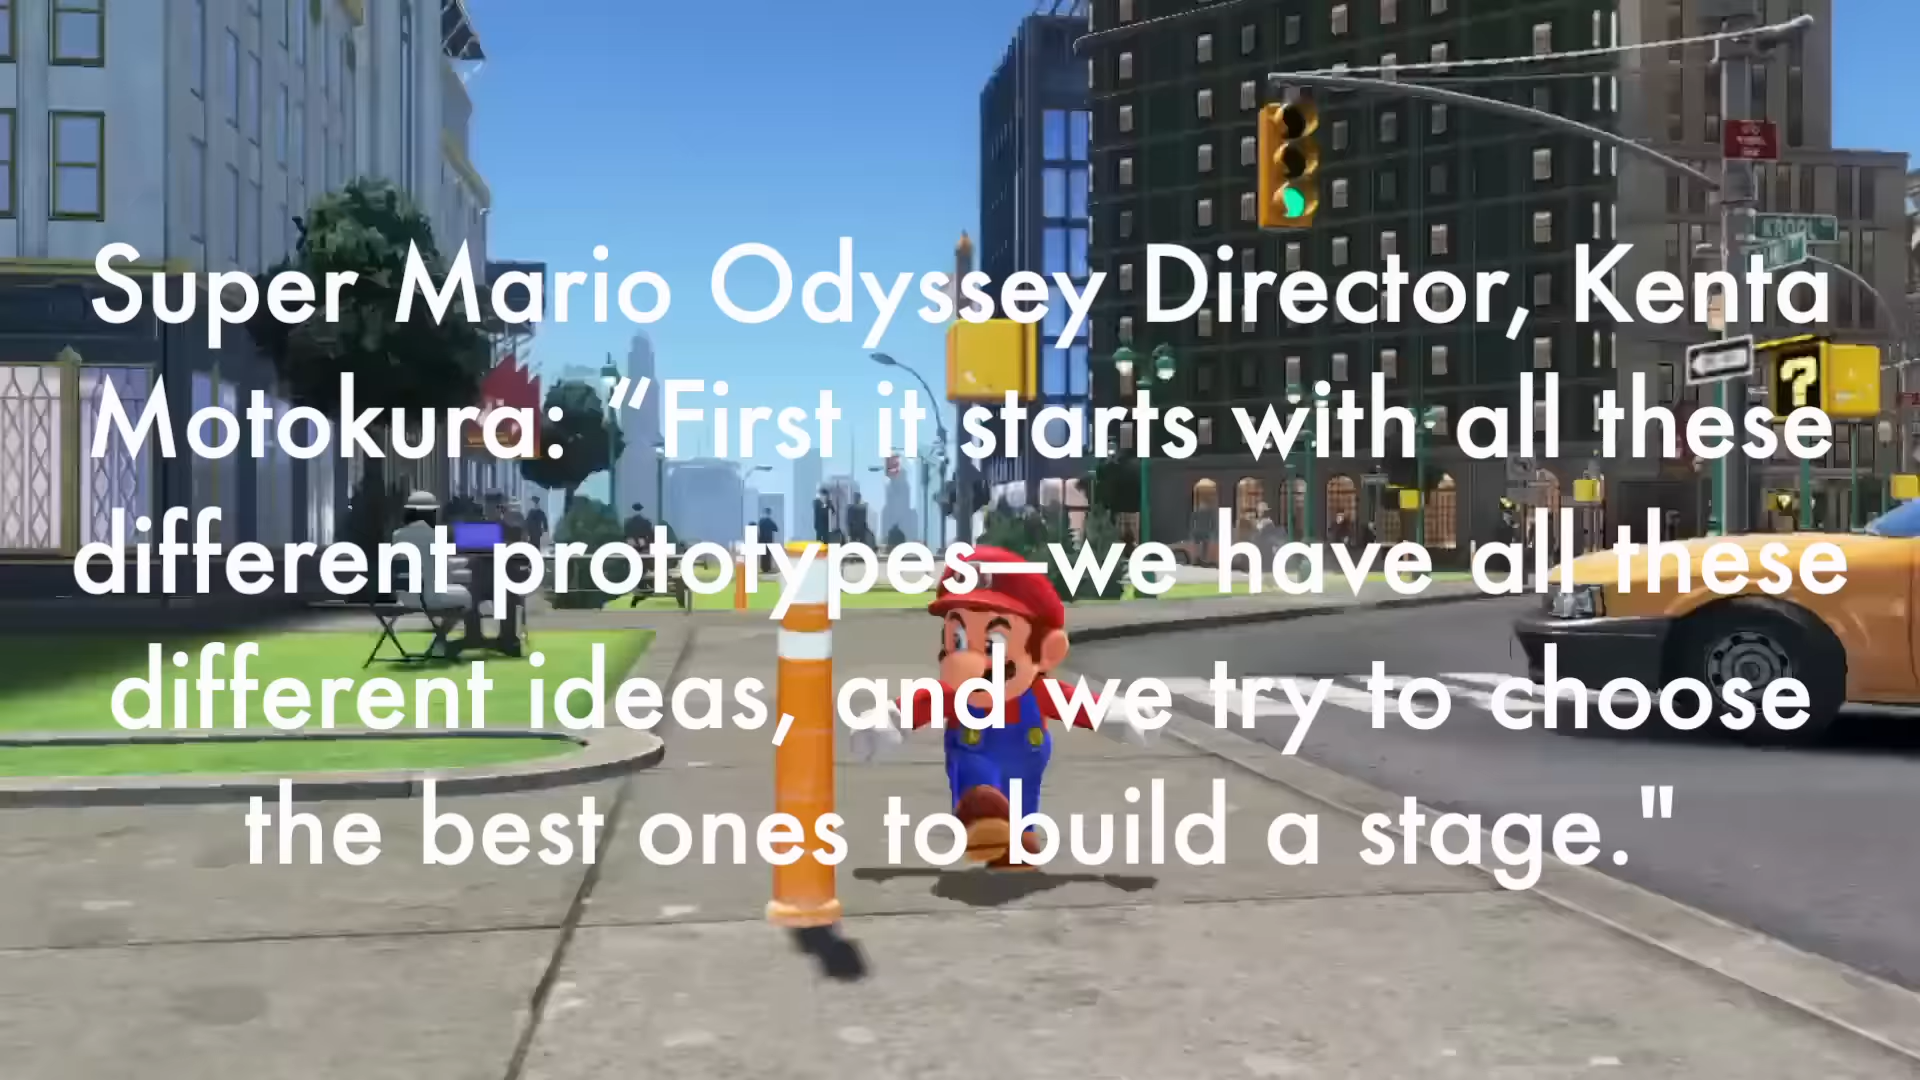 Super Mario Odyssey Director, Kenta
Motokura: “First it starts with all these
different prototypes—we have all these
different ideas, and we try to choose
the best ones to build a stage."
?